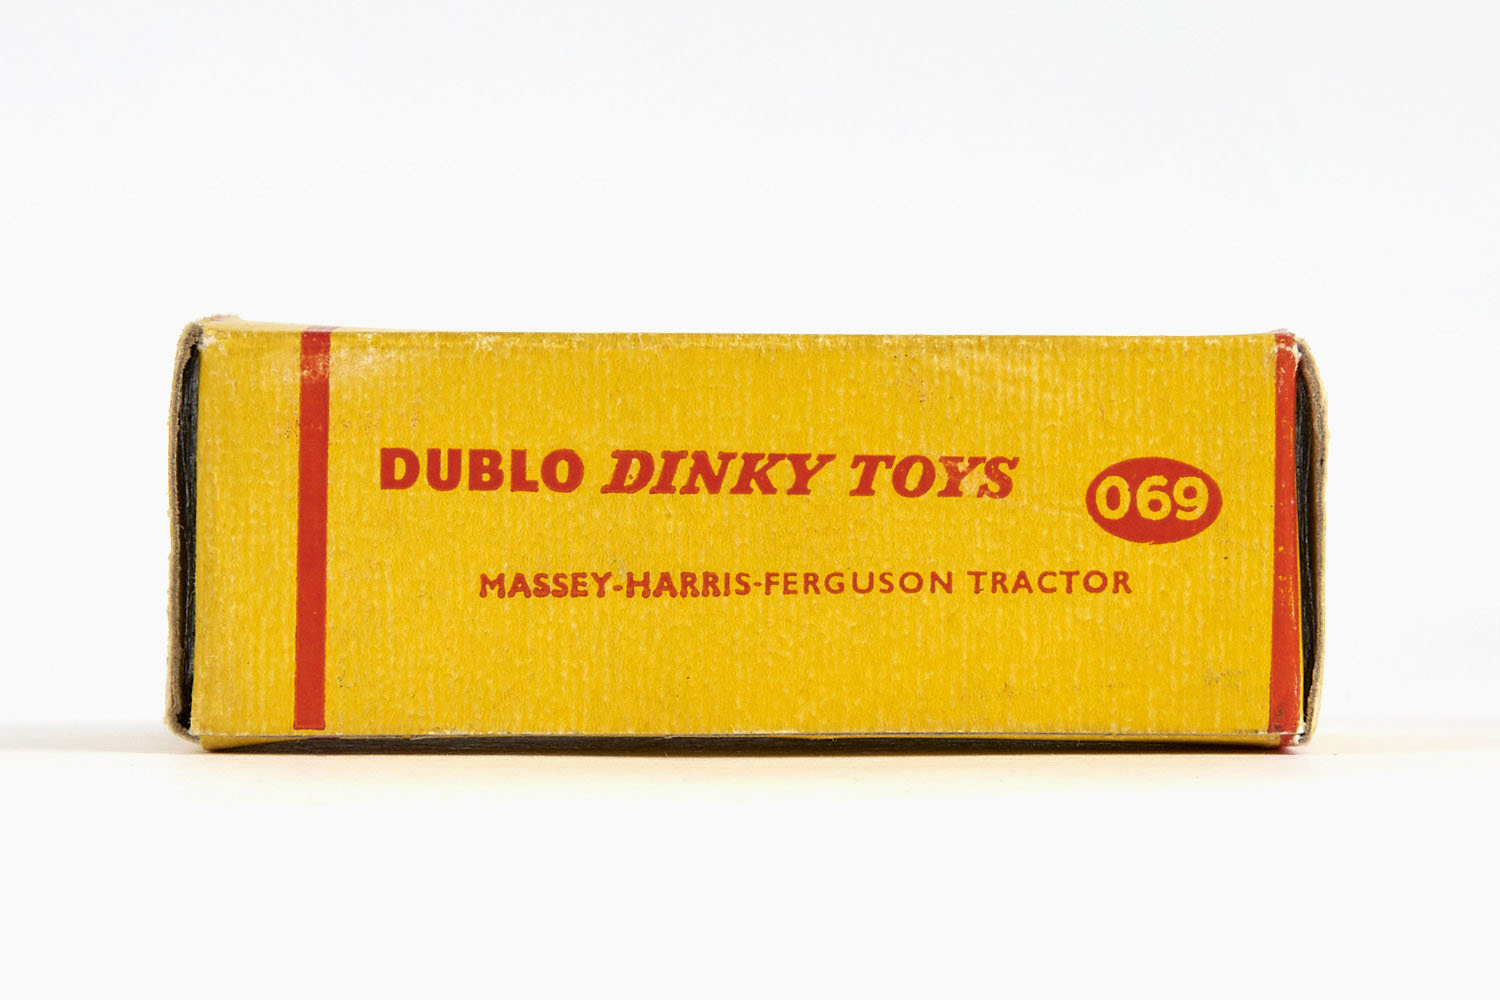 DUBLO DINKY TOYS 069
MASSEY-HARRIS-FERGUSON TRACTOR